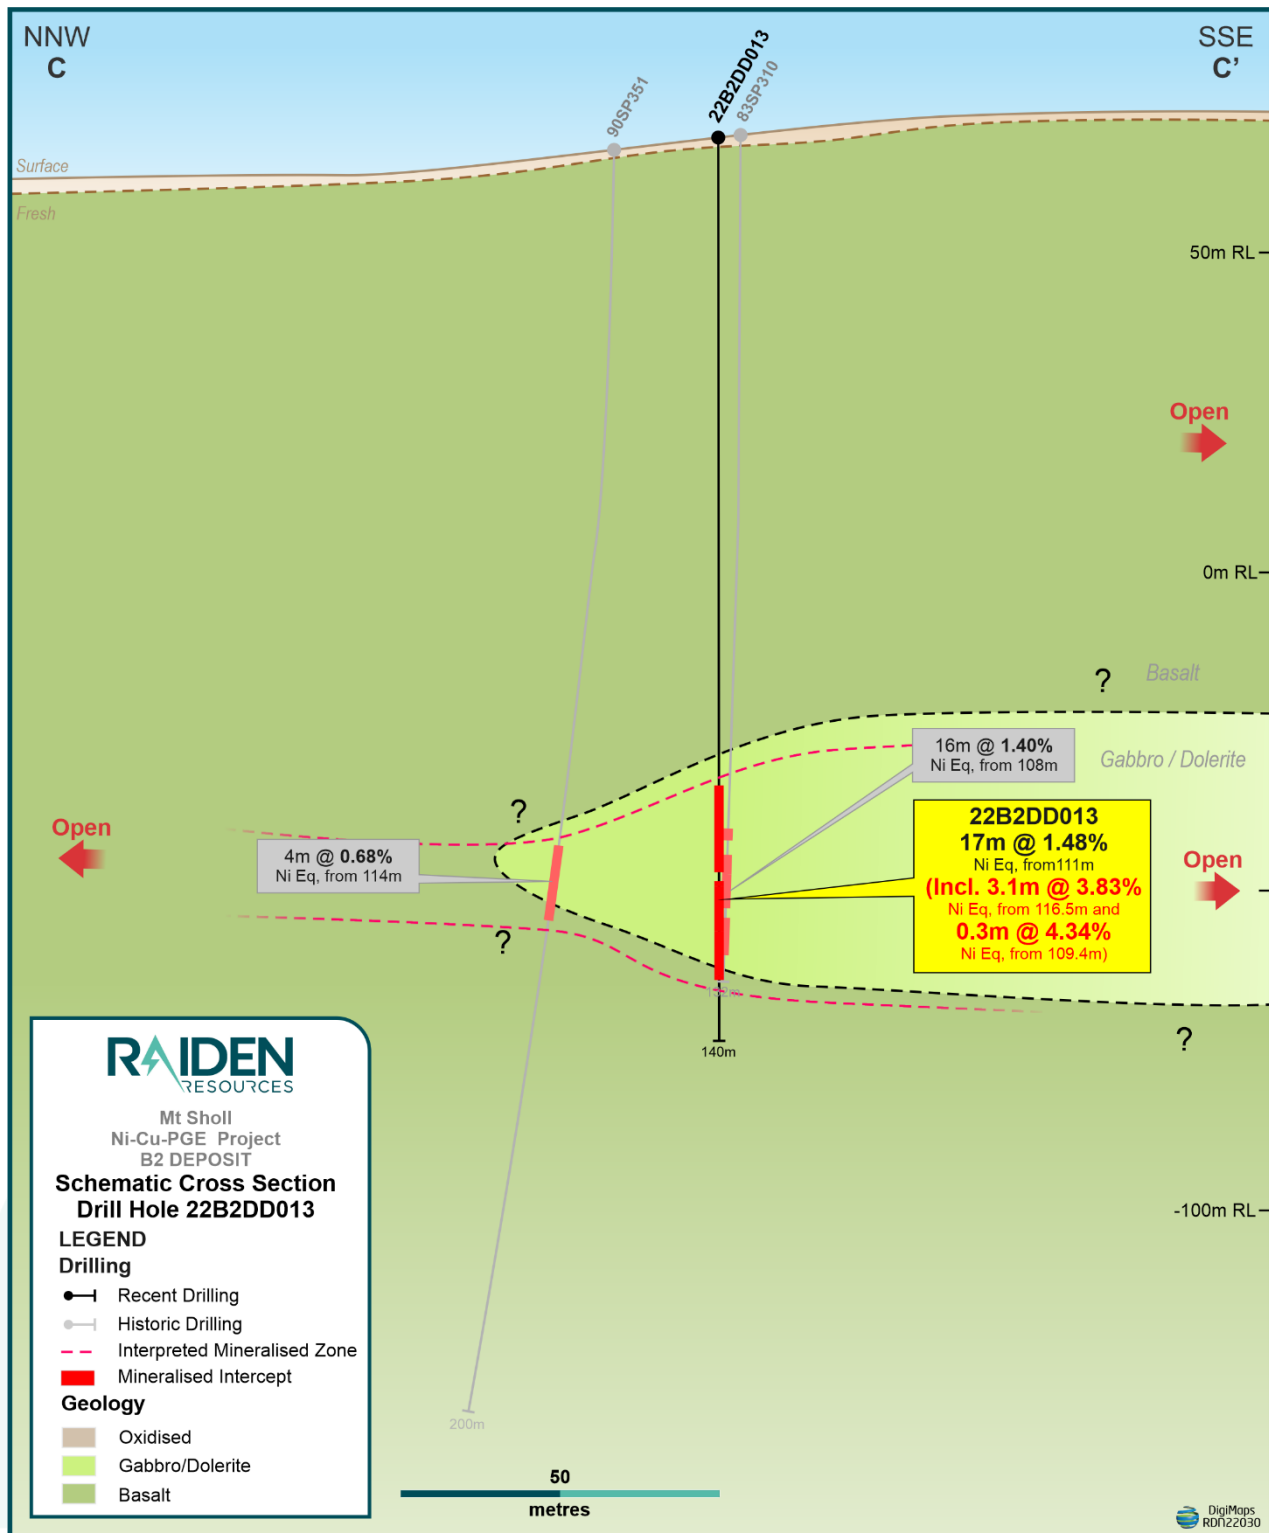 NNW
C
SSE
C'
90SP351
22B2DD013
83SP310
Surface
Fresh
50m RL
Open
0m RL
Basalt
Gabbro / Dolerite
16m @ 1.40%
Ni Eq, from 108m
22B2DD013
17m @ 1.48%
Ni Eq, from111m
(Incl. 3.1m @ 3.83%
Ni Eq, from 116.5m and
0.3m @ 4.34%
Ni Eq, from 109.4m)
Open
Open
4m @ 0.68%
Ni Eq, from 114m
?
?
?
?
132m
140m
-100m RL
200m
RAIDEN
RESOURCES
Mt Sholl
Ni-Cu-PGE Project
B2 DEPOSIT
Schematic Cross Section
Drill Hole 22B2DD013
LEGEND
Drilling
Recent Drilling
Historic Drilling
Interpreted Mineralised Zone
Mineralised Intercept
Geology
Oxidised
Gabbro/Dolerite
Basalt
50
metres
DigiMaps
RDN22030